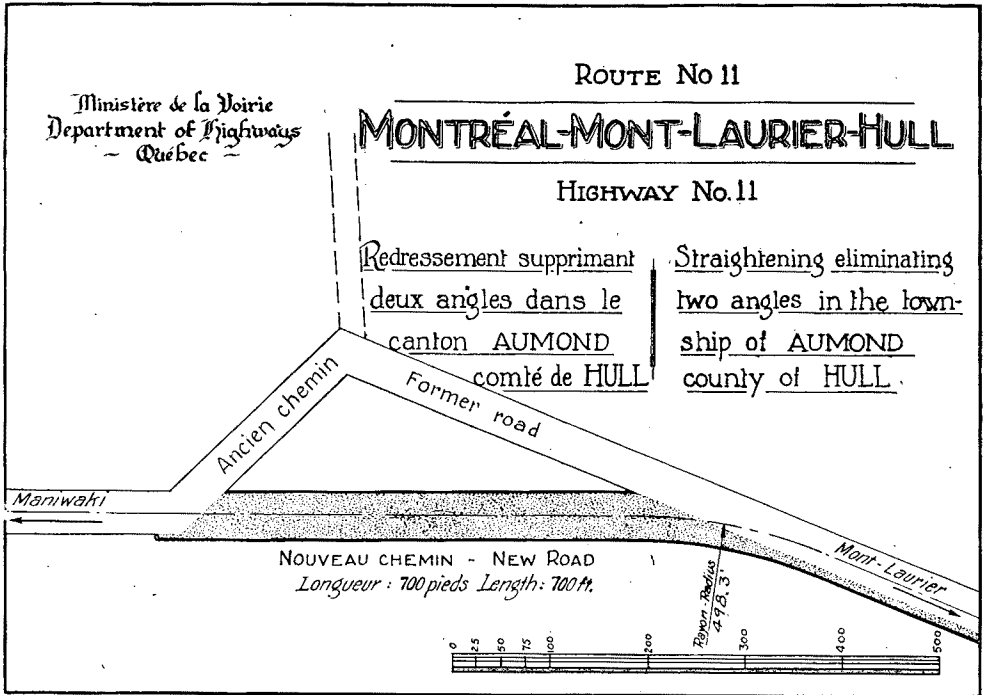 Ministère de la Voirie
Department of Highways
~ Québec ~
ROUTE No 11
MONTRÉAL-MONT-LAURIER-HULL
HIGHWAY No. 11
Redressement supprimant
deux angles dans le
canton AUMOND
comté de HULL
Straightening eliminating
two angles in the town-
ship of AUMOND
county of HULL.
Ancien chemin
Former road
Maniwaki
Mont-Laurier
NOUVEAU CHEMIN - NEW ROAD
Longueur : 700 pieds Length : 700 ft.
Rayon-Radius
498.3'
0 25 50 75 100 200 300 400 500